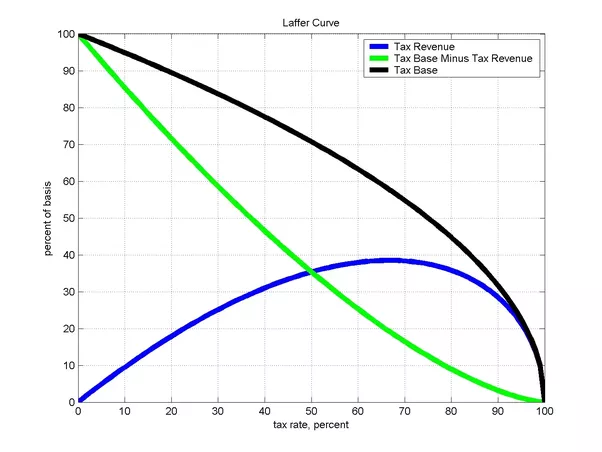 Laffer Curve
Tax Revenue
Tax Base Minus Tax Revenue
Tax Base
percent of basis
100
90
80
70
60
50
40
30
20
10
0
0 10 20 30 40 50 60 70 80 90 100
tax rate, percent